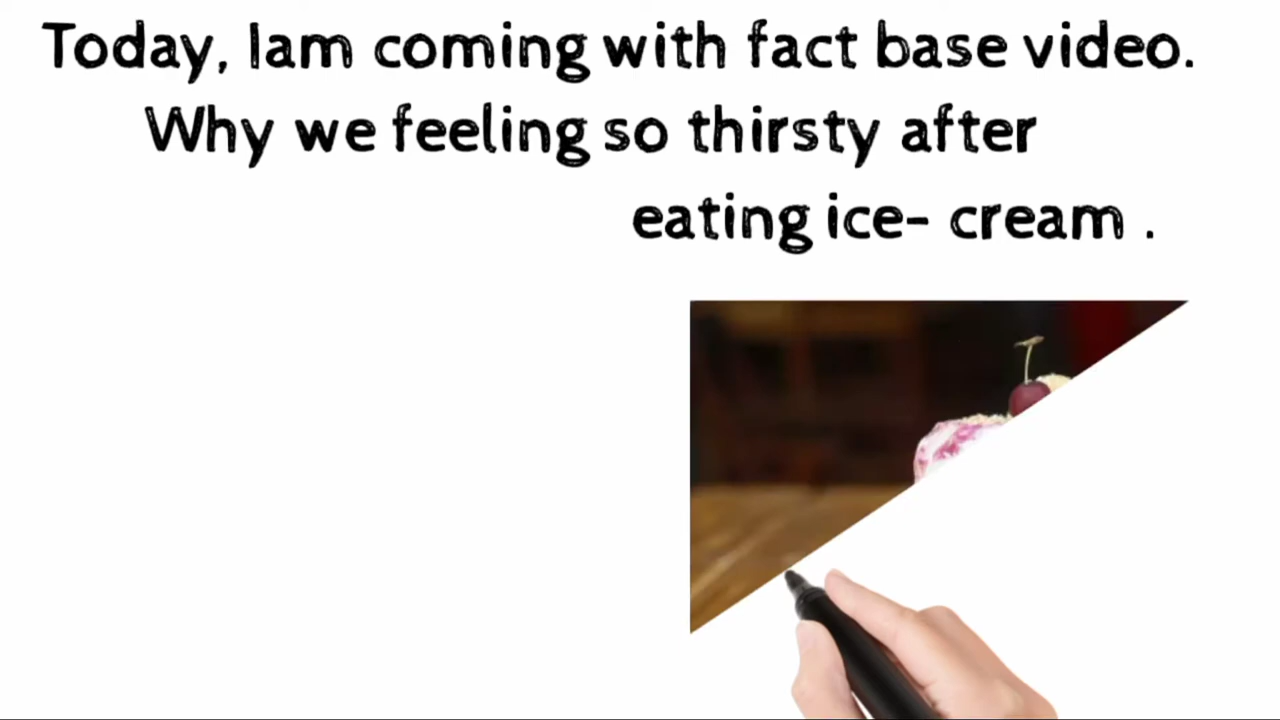 Today, Iam coming with fact base video.
Why we feeling so thirsty after
eating ice- cream .